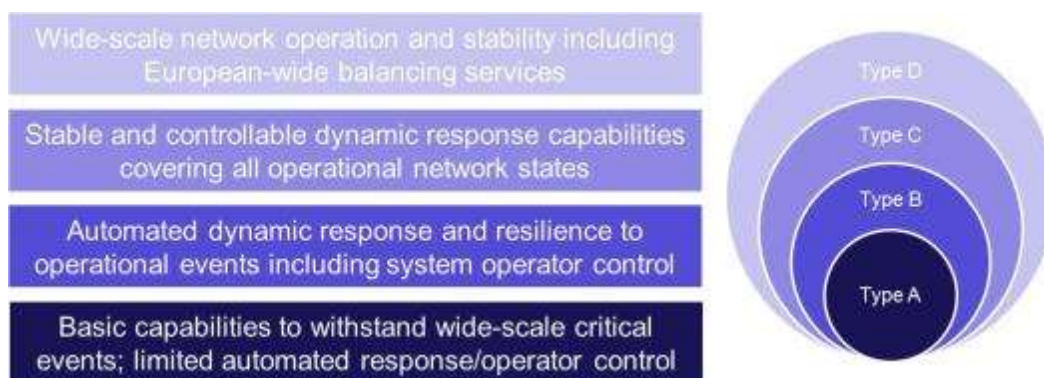 Wide-scale network operation and stability including
European-wide balancing services
Stable and controllable dynamic response capabilities
covering all operational network states
Automated dynamic response and resilience to
operational events including system operator control
Basic capabilities to withstand wide-scale critical
events; limited automated response/operator control
Type D
Type C
Type B
Type A